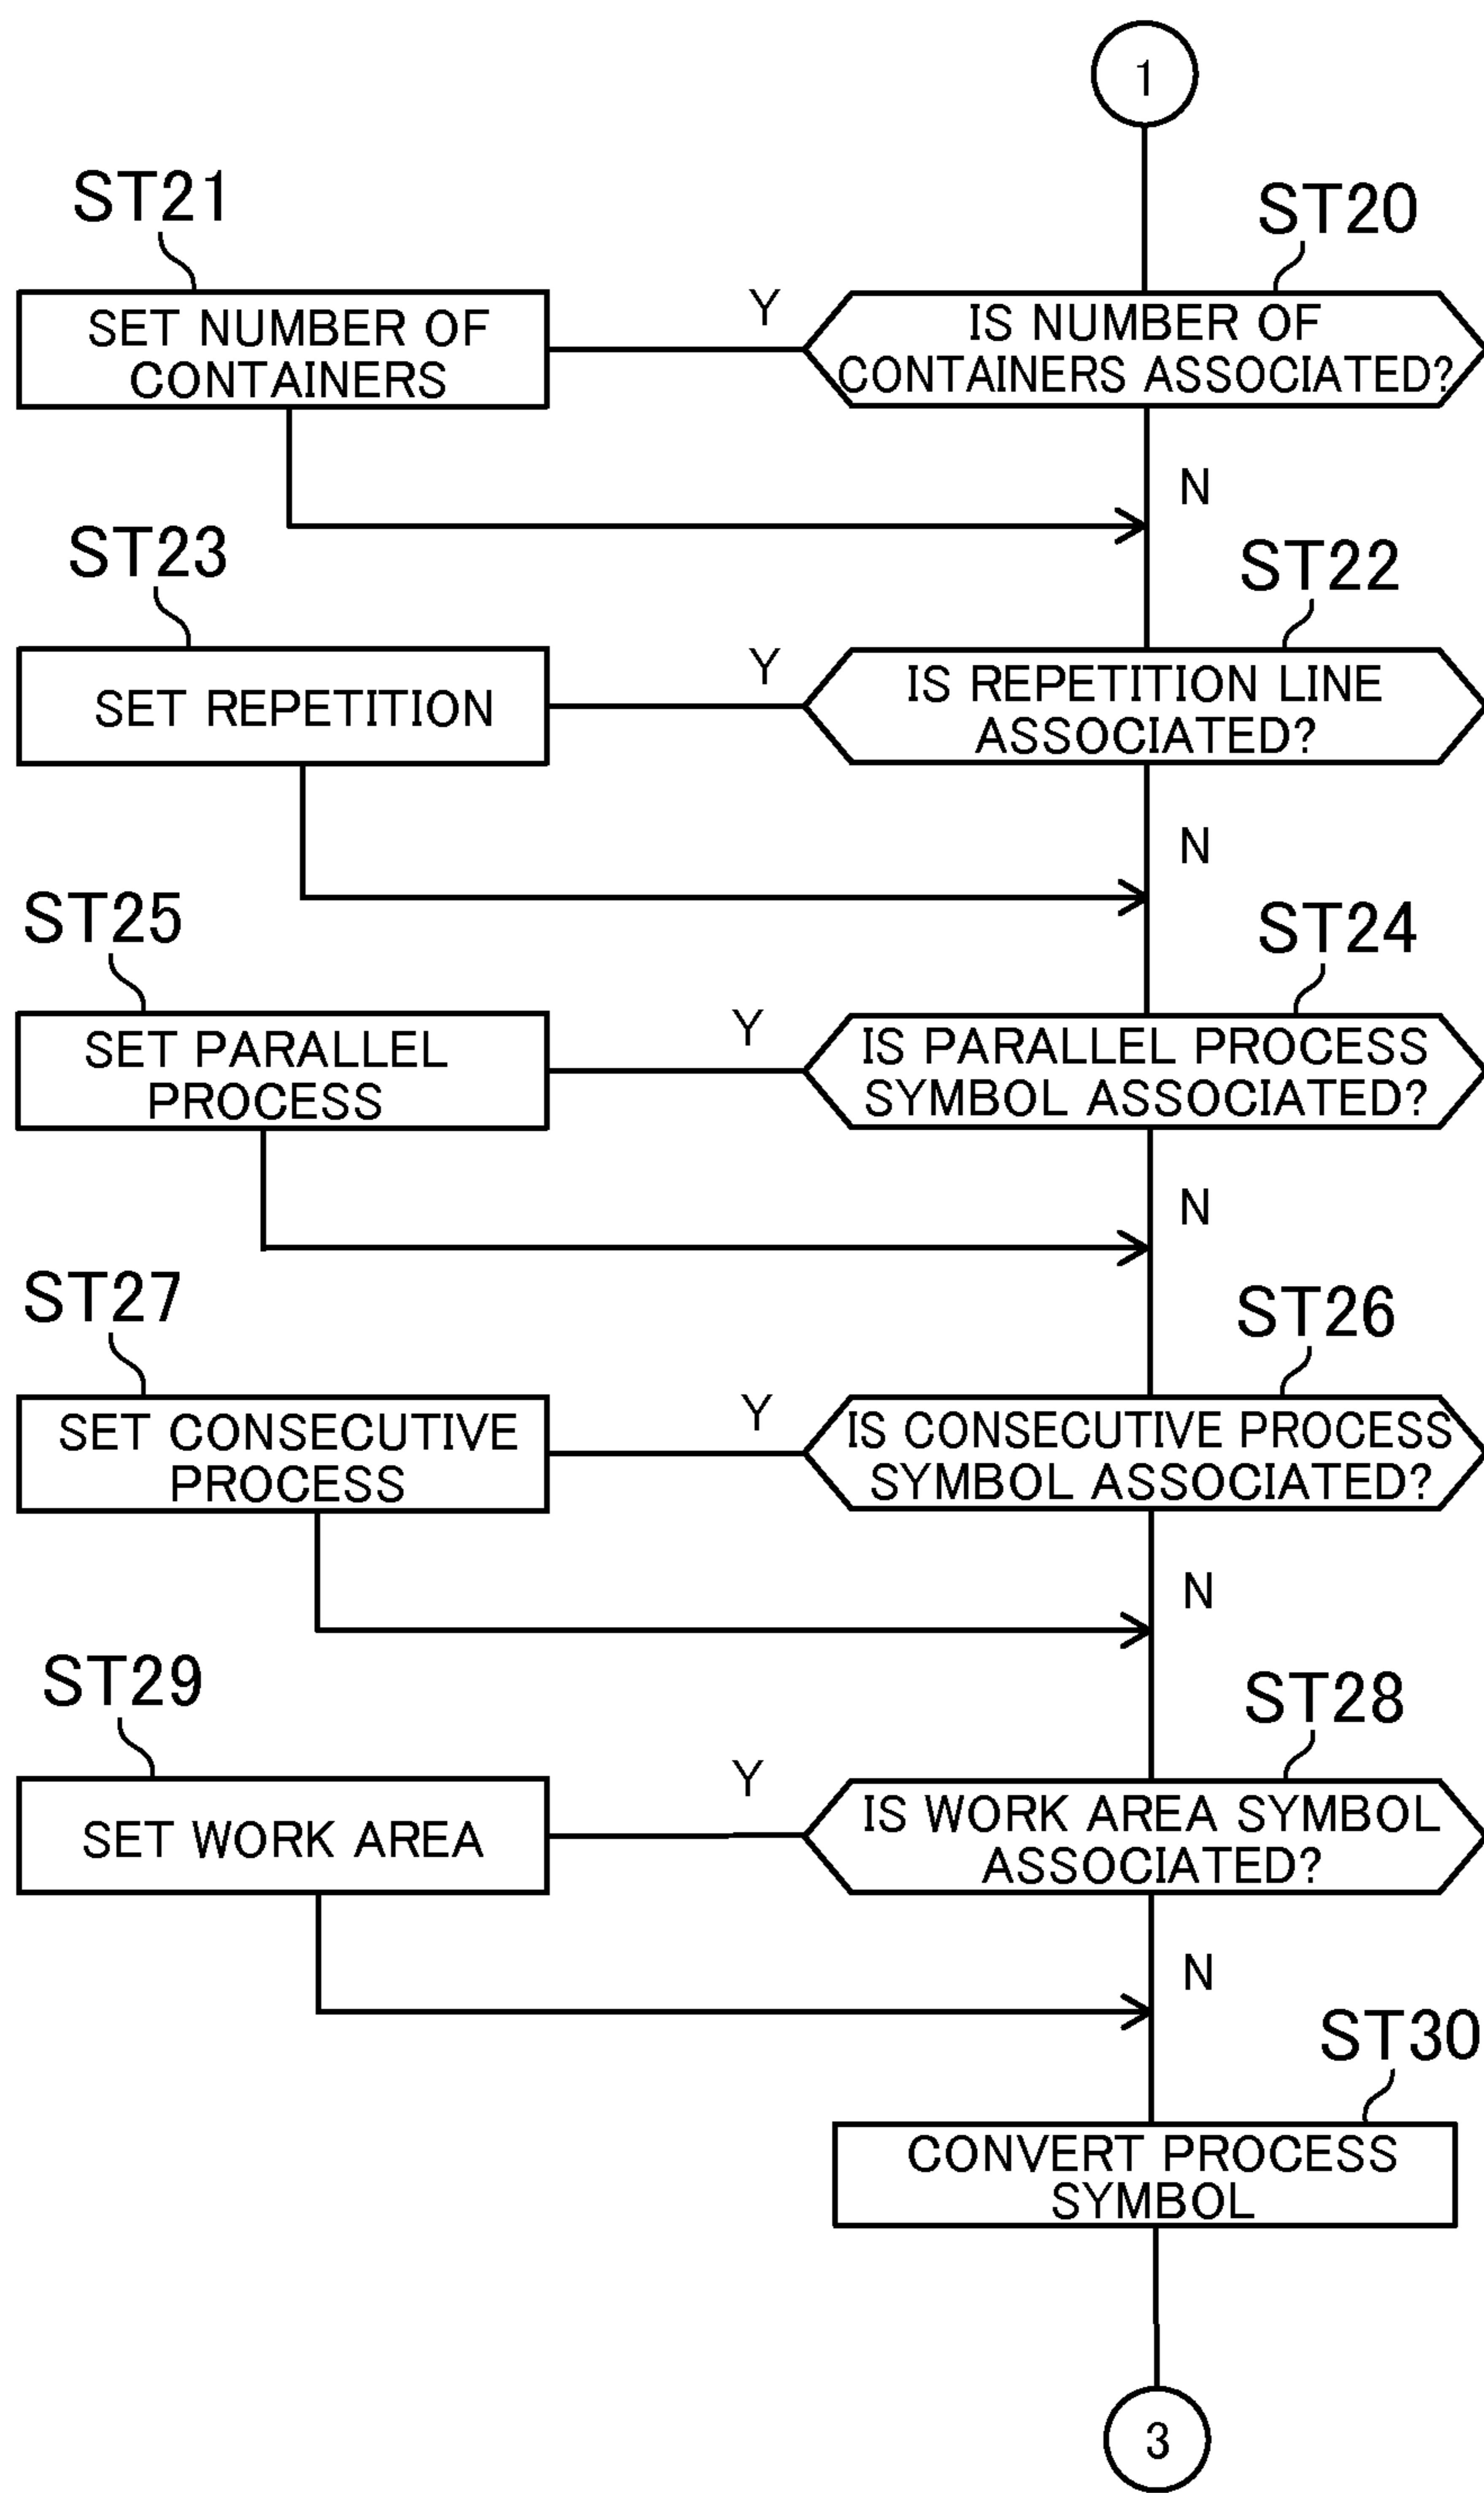 1
ST21
ST20
SET NUMBER OF
CONTAINERS
Y
IS NUMBER OF
CONTAINERS ASSOCIATED?
N
ST23
ST22
SET REPETITION
Y
IS REPETITION LINE
ASSOCIATED?
N
ST25
ST24
SET PARALLEL
PROCESS
Y
IS PARALLEL PROCESS
SYMBOL ASSOCIATED?
N
ST27
ST26
SET CONSECUTIVE
PROCESS
Y
IS CONSECUTIVE PROCESS
SYMBOL ASSOCIATED?
N
ST29
ST28
SET WORK AREA
Y
IS WORK AREA SYMBOL
ASSOCIATED?
N
ST30
CONVERT PROCESS
SYMBOL
3